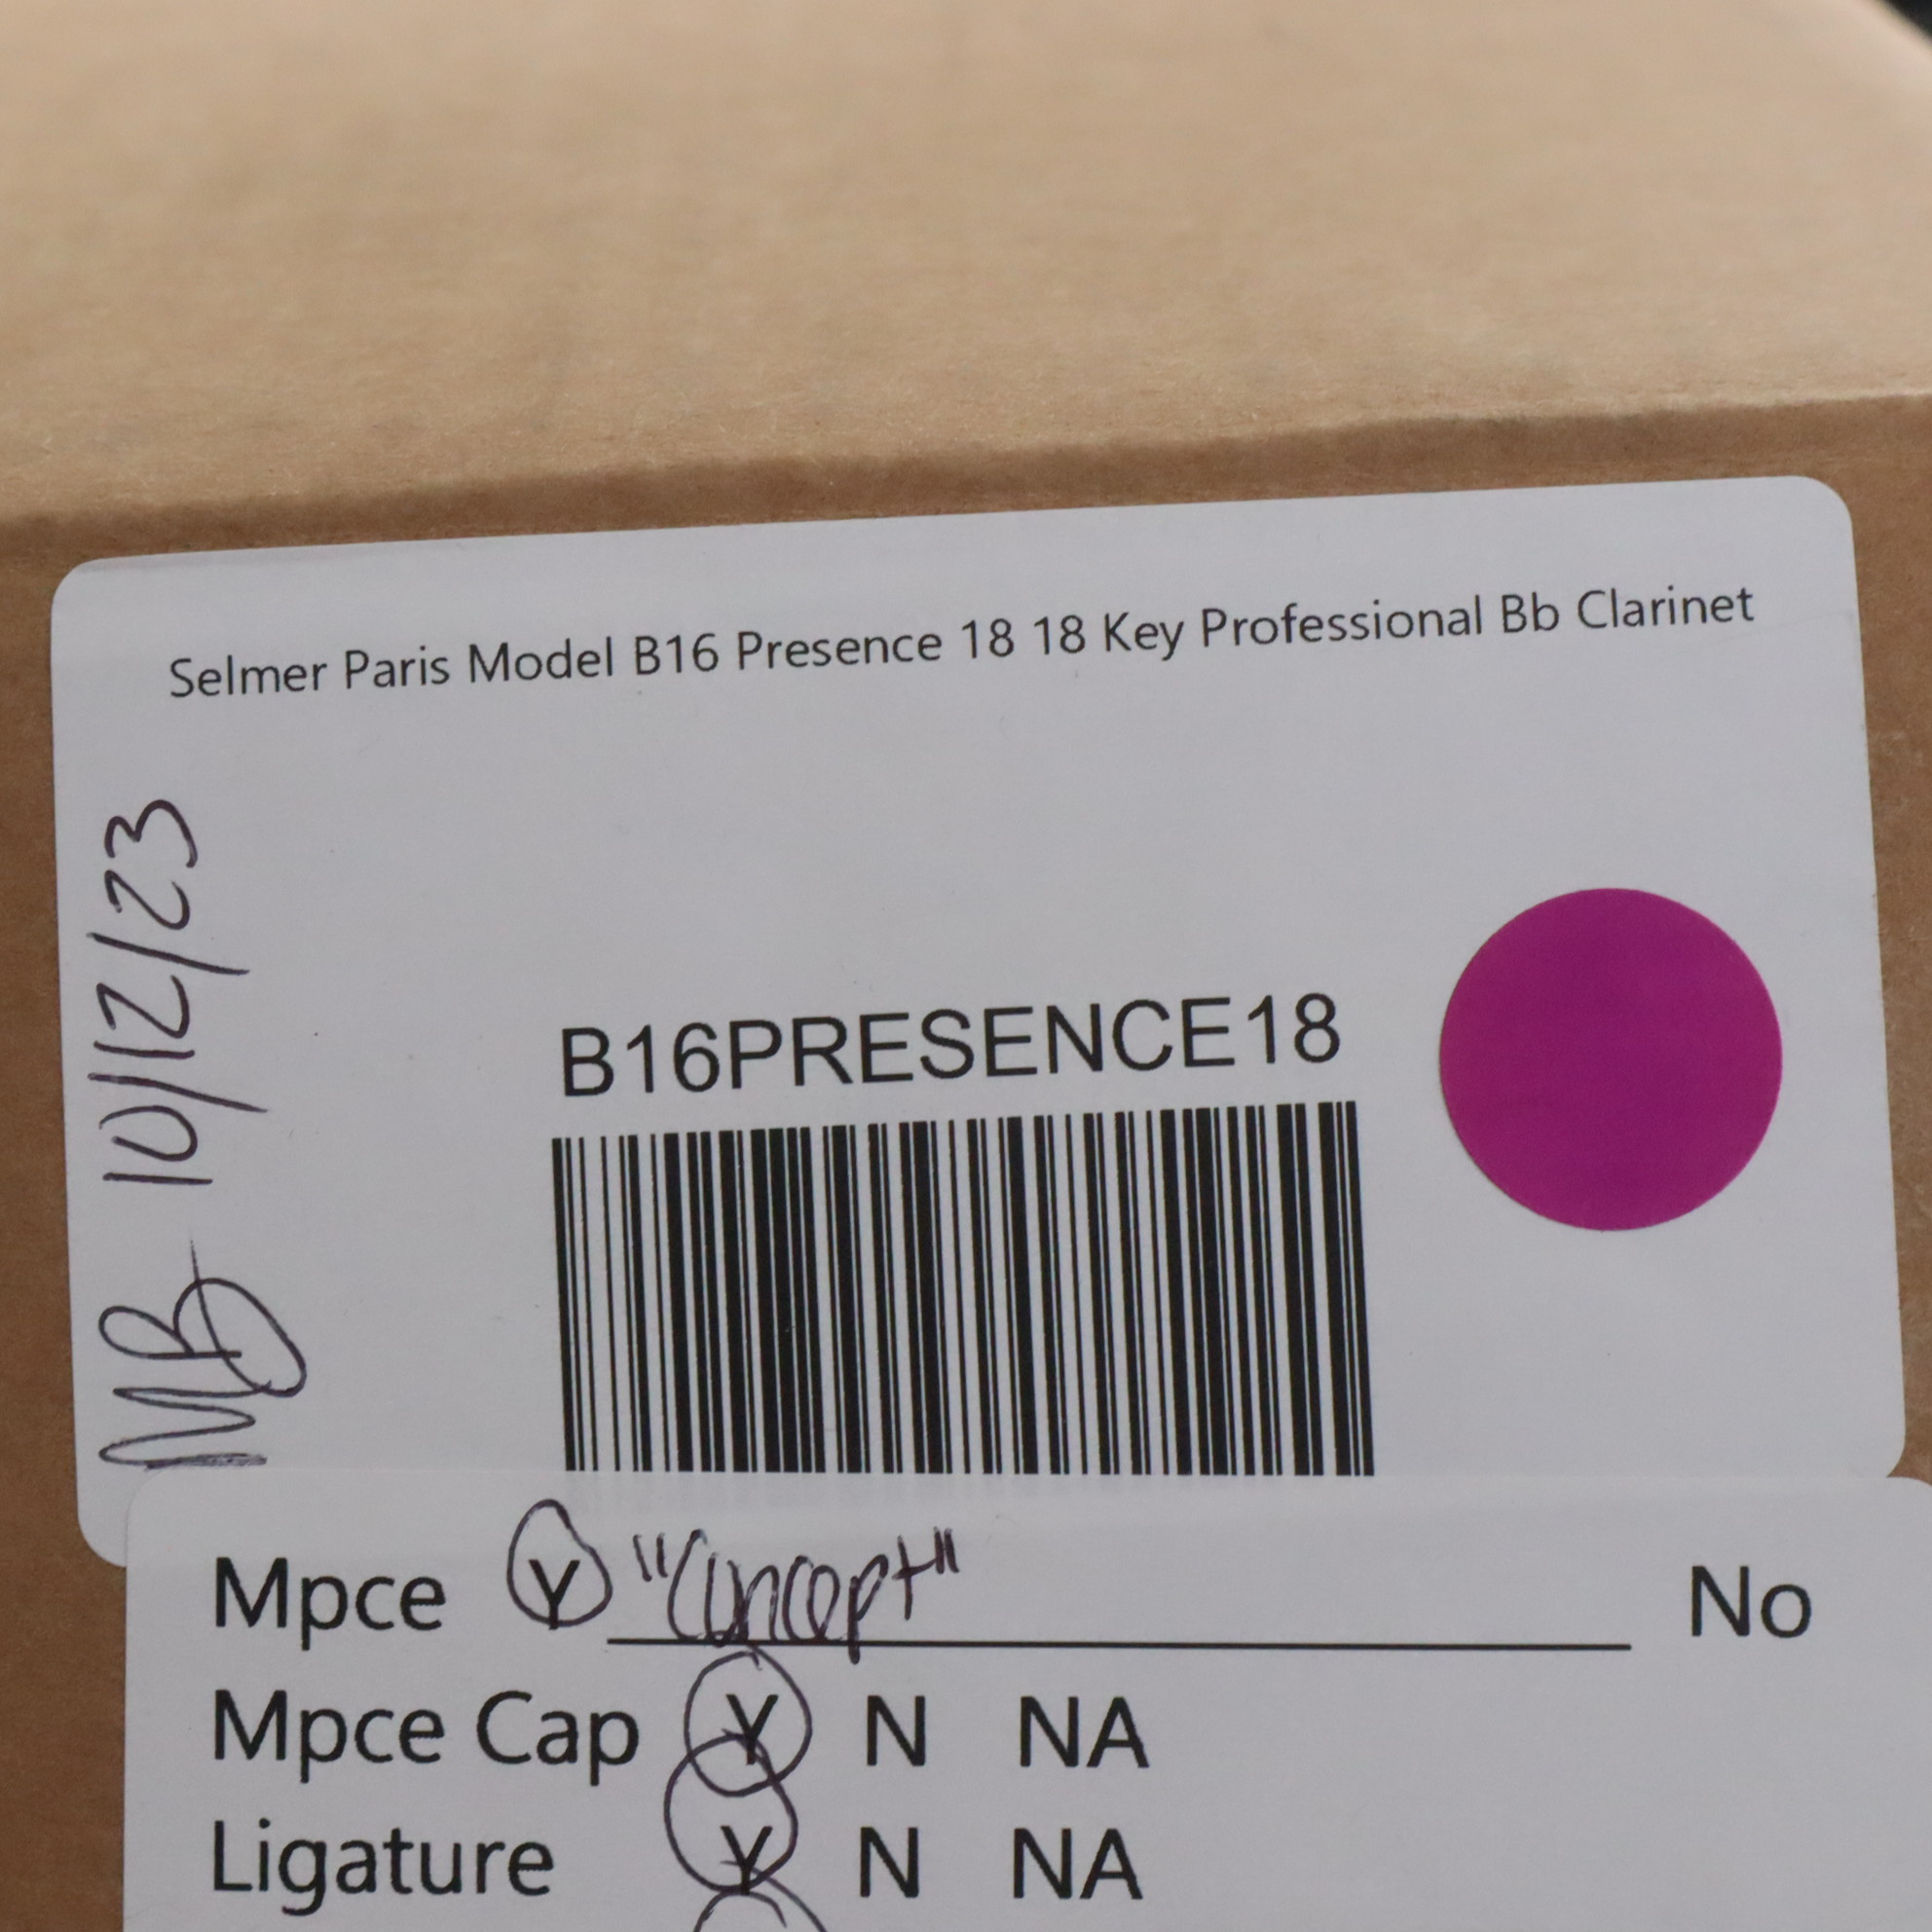 Selmer Paris Model B16 Presence 18 18 Key Professional Bb Clarinet
MB 10/12/23
B16PRESENCE18
Mpce Y "Concept" No
Mpce Cap Y N NA
Ligature Y N NA